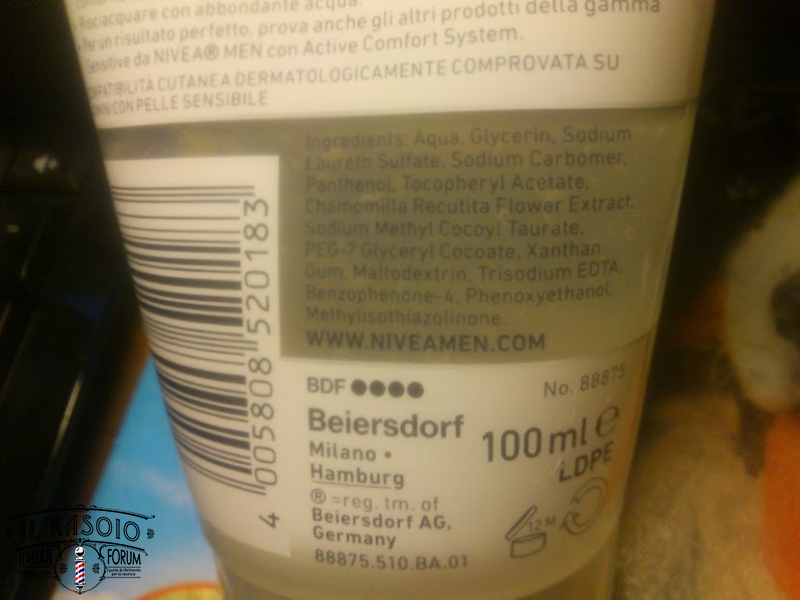 Risciacquare con abbondante acqua.
Per un risultato perfetto, prova anche gli altri prodotti della gamma
Sensitive da NIVEA® MEN con Active Comfort System.
CUTANEA DERMATOLOGICAMENTE COMPROVATA SU
CON PELLE SENSIBILE
Ingredients: Aqua, Glycerin, Sodium
Laureth Sulfate, Sodium Carbomer,
Panthenol, Tocopheryl Acetate,
Chamomilla Recutita Flower Extract,
Sodium Methyl Cocoyl Taurate,
PEG-7 Glyceryl Cocoate, Xanthan
Gum, Maltodextrin, Trisodium EDTA,
Benzophenone-4, Phenoxyethanol,
Methylisothiazolinone
WWW.NIVEAMEN.COM
4 005808 520183
BDF ●●●●
No. 88875
Beiersdorf
100 ml ℮
LDPE
Milano •
Hamburg
® =reg. tm. of
Beiersdorf AG,
Germany
12 M
88875.510.BA.01
IL RASOIO
ITALIAN FORUM